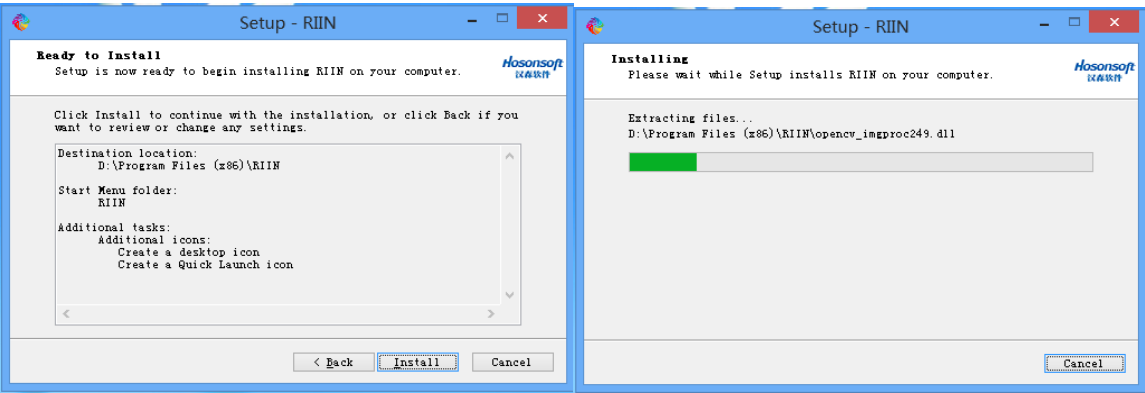 Setup - RIIN
Ready to Install
Setup is now ready to begin installing RIIN on your computer.
Hosonsoft
汉森软件
Click Install to continue with the installation, or click Back if you
want to review or change any settings.
Destination location:
D:\Program Files (x86)\RIIN
Start Menu folder:
RIIN
Additional tasks:
Additional icons:
Create a desktop icon
Create a Quick Launch icon
< Back
Install
Cancel
Setup - RIIN
Installing
Please wait while Setup installs RIIN on your computer.
Hosonsoft
汉森软件
Extracting files...
D:\Program Files (x86)\RIIN\opencv_imgproc249.dll
Cancel